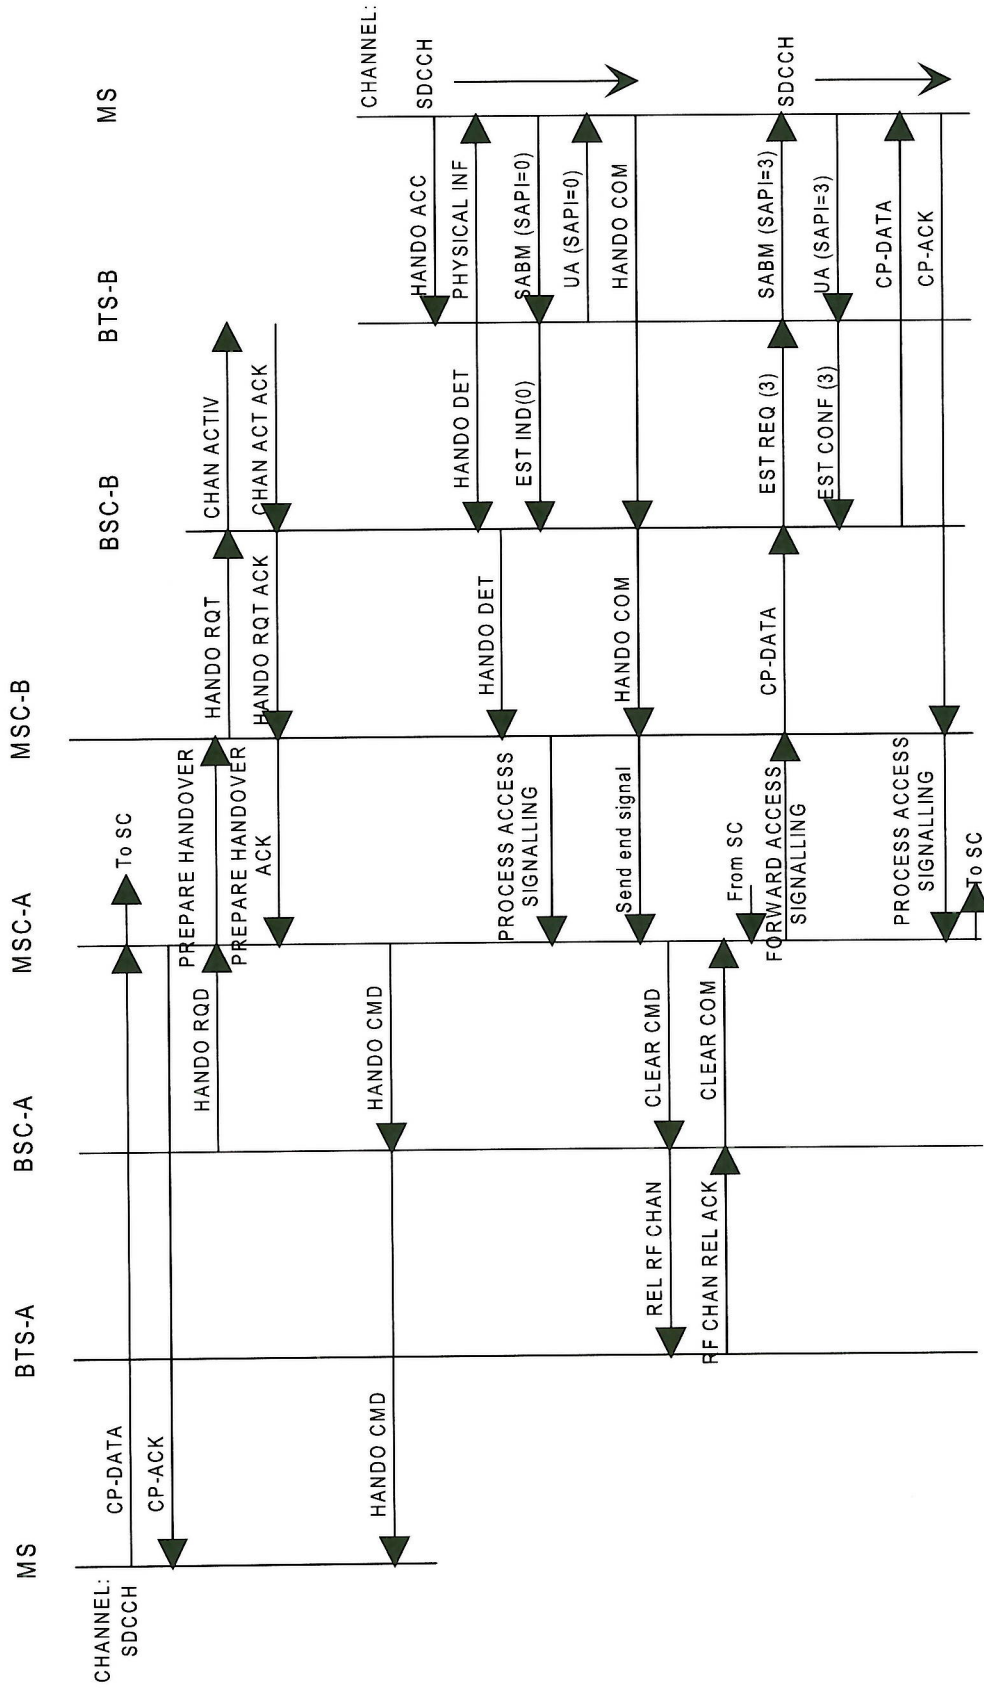 MS
BTS-A
BSC-A
MSC-A
MSC-B
BSC-B
BTS-B
MS
CHANNEL:
SDCCH
CP-DATA
To SC
CP-ACK
HANDO RQD
PREPARE HANDOVER
HANDO RQT
CHAN ACTIV
PREPARE HANDOVER
ACK
HANDO RQT ACK
CHAN ACT ACK
CHANNEL:
SDCCH
HANDO CMD
HANDO CMD
HANDO ACC
HANDO DET
PHYSICAL INF
HANDO DET
EST IND(0)
SABM (SAPI=0)
PROCESS ACCESS
SIGNALLING
UA (SAPI=0)
Send end signal
HANDO COM
HANDO COM
REL RF CHAN
CLEAR CMD
RF CHAN REL ACK
CLEAR COM
From SC
FORWARD ACCESS
SIGNALLING
CP-DATA
EST REQ (3)
SABM (SAPI=3)
SDCCH
EST CONF (3)
UA (SAPI=3)
CP-DATA
PROCESS ACCESS
SIGNALLING
CP-ACK
To SC